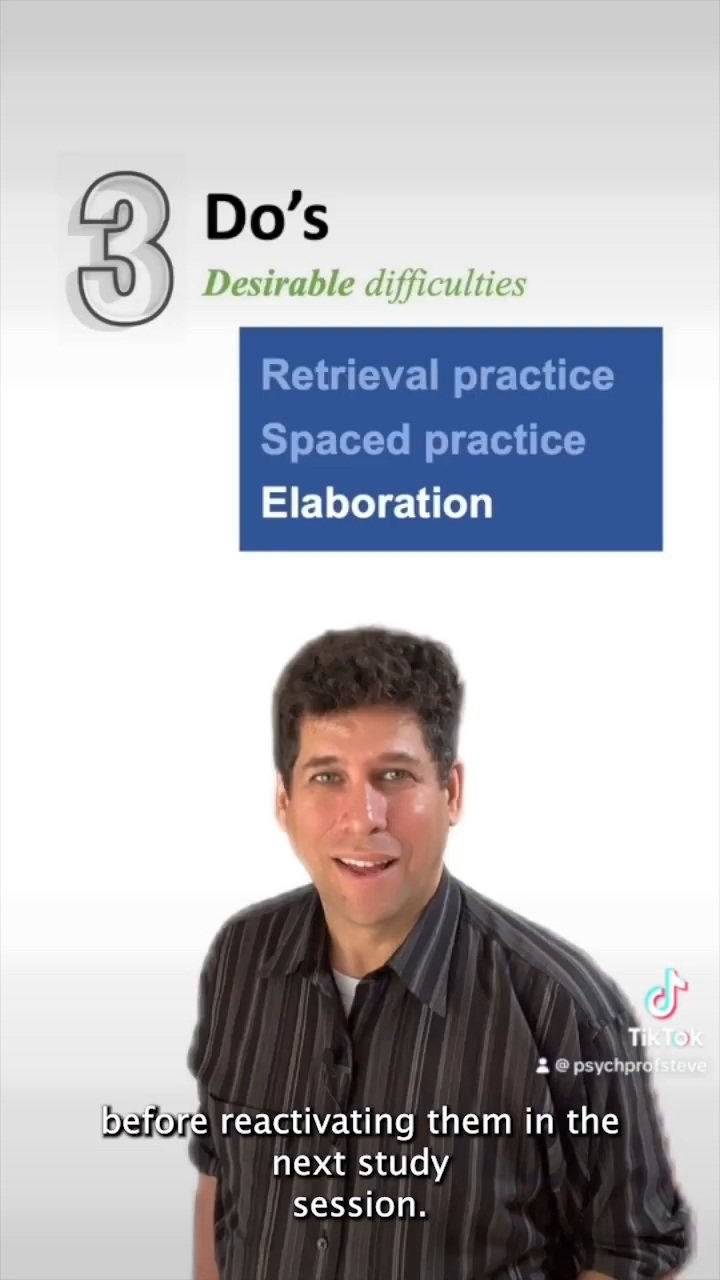 3
Do's
Desirable difficulties
Retrieval practice
Spaced practice
Elaboration
TikTok
@ psychprofsteve
before reactivating them in the
next study
session.